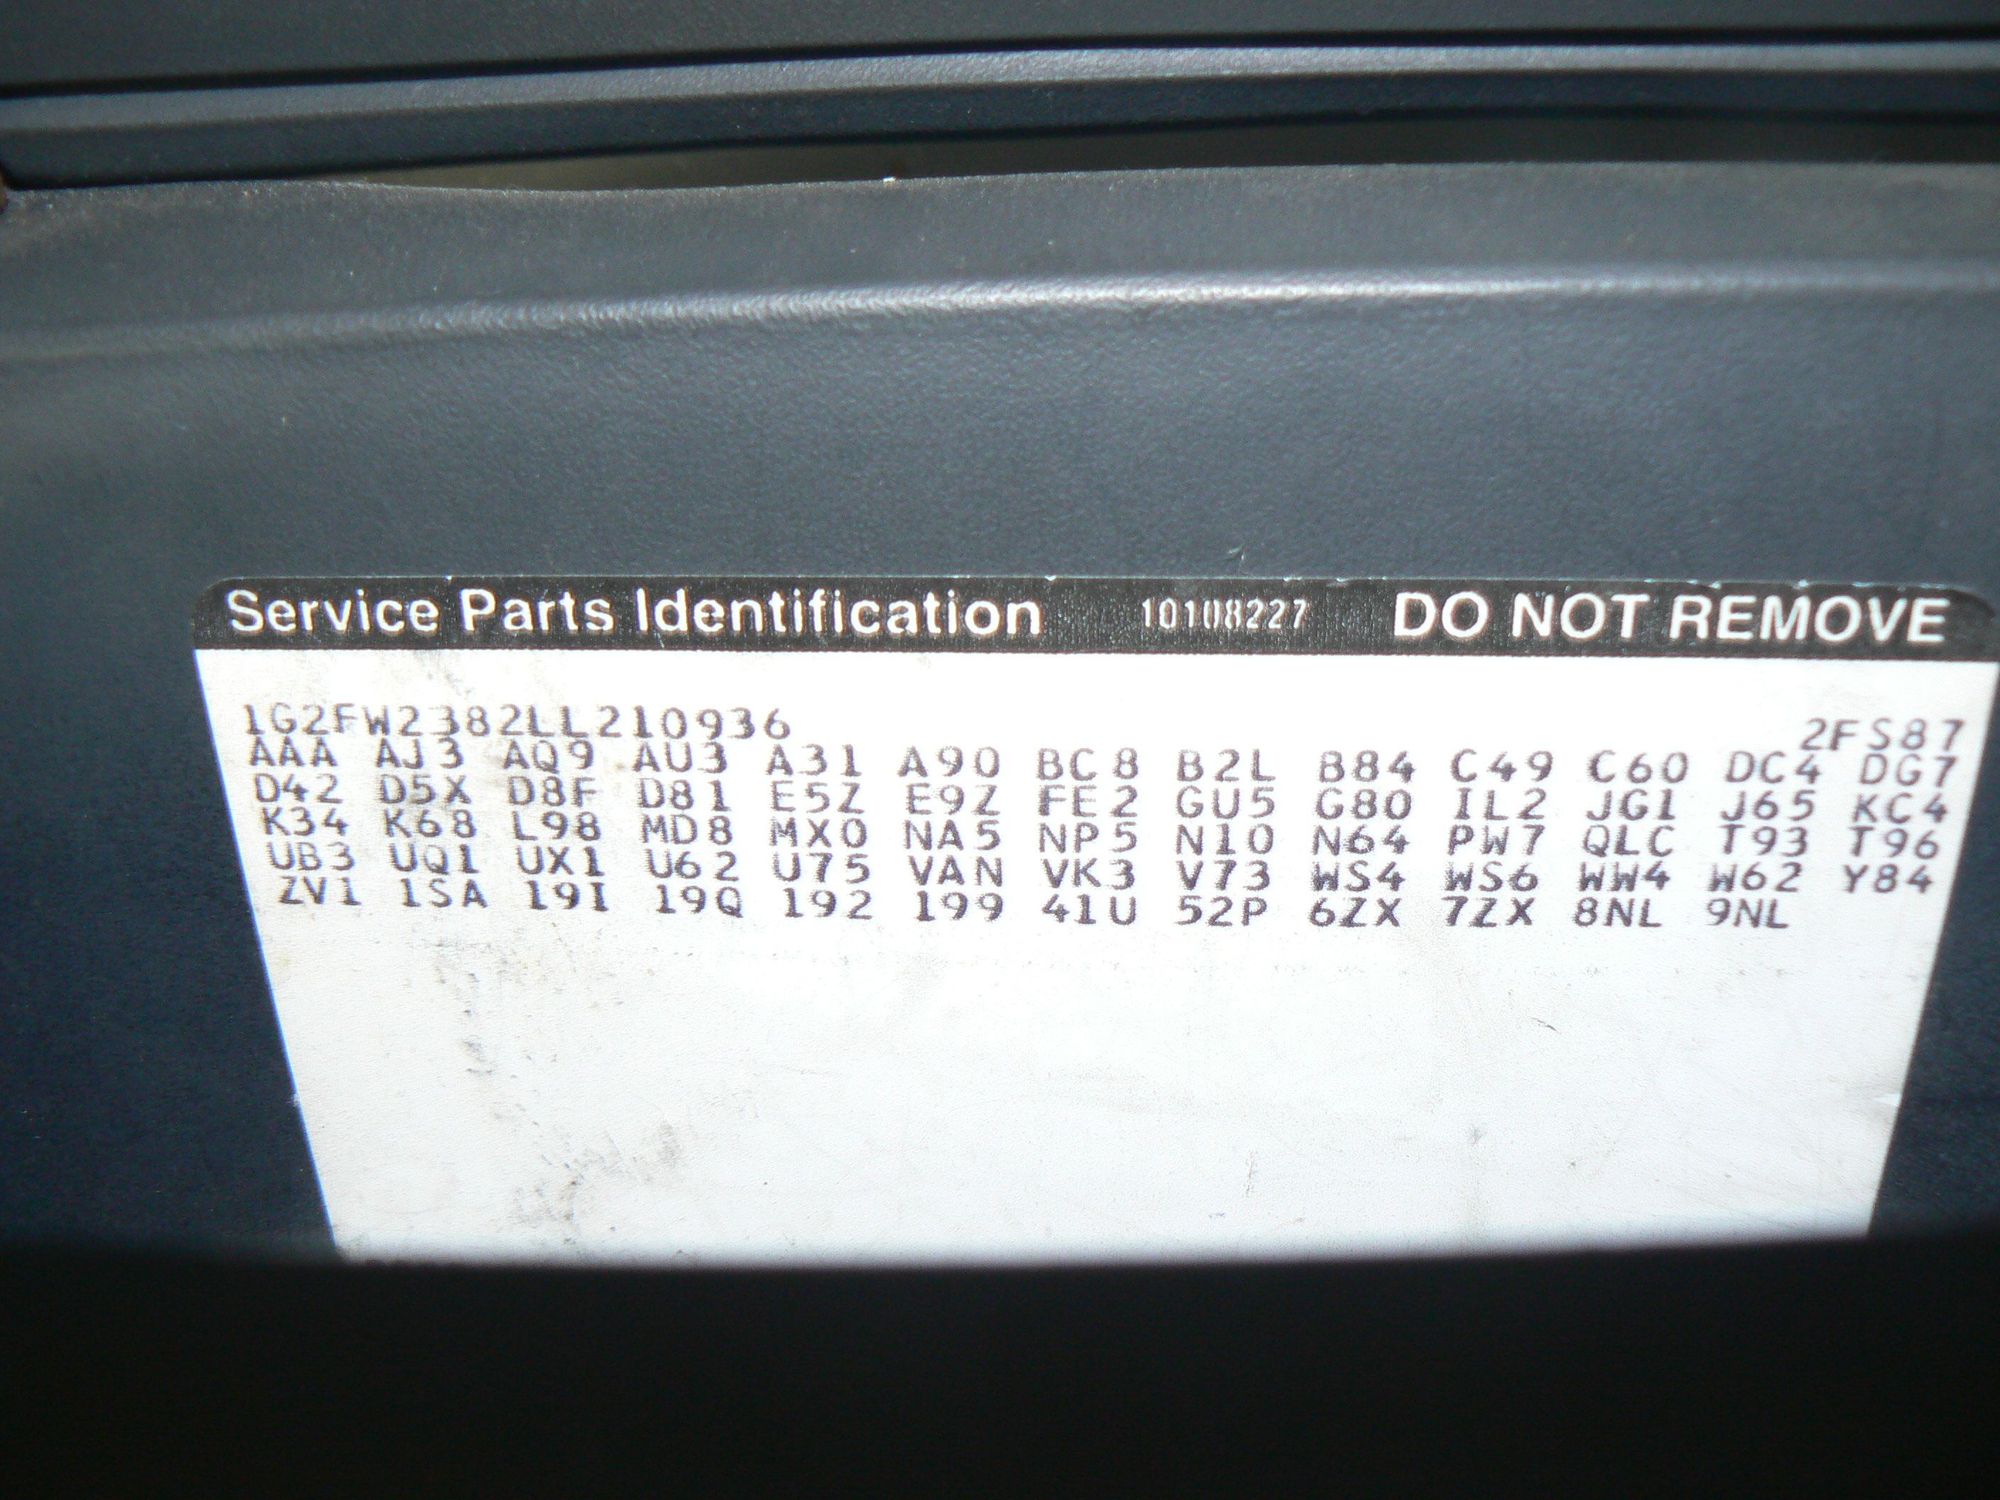 Service Parts Identification 10108227 DO NOT REMOVE
1G2FW2382LL210936 2FS87
AAA AJ3 AQ9 AU3 A31 A90 BC8 B2L B84 C49 C60 DC4 DG7
D42 D5X D8F D81 E5Z E9Z FE2 GU5 G80 IL2 JG1 J65 KC4
K34 K68 L98 MD8 MX0 NA5 NP5 N10 N64 PW7 QLC T93 T96
UB3 UQ1 UX1 U62 U75 VAN VK3 V73 WS4 WS6 WW4 W62 Y84
ZV1 1SA 19I 19Q 192 199 41U 52P 6ZX 7ZX 8NL 9NL